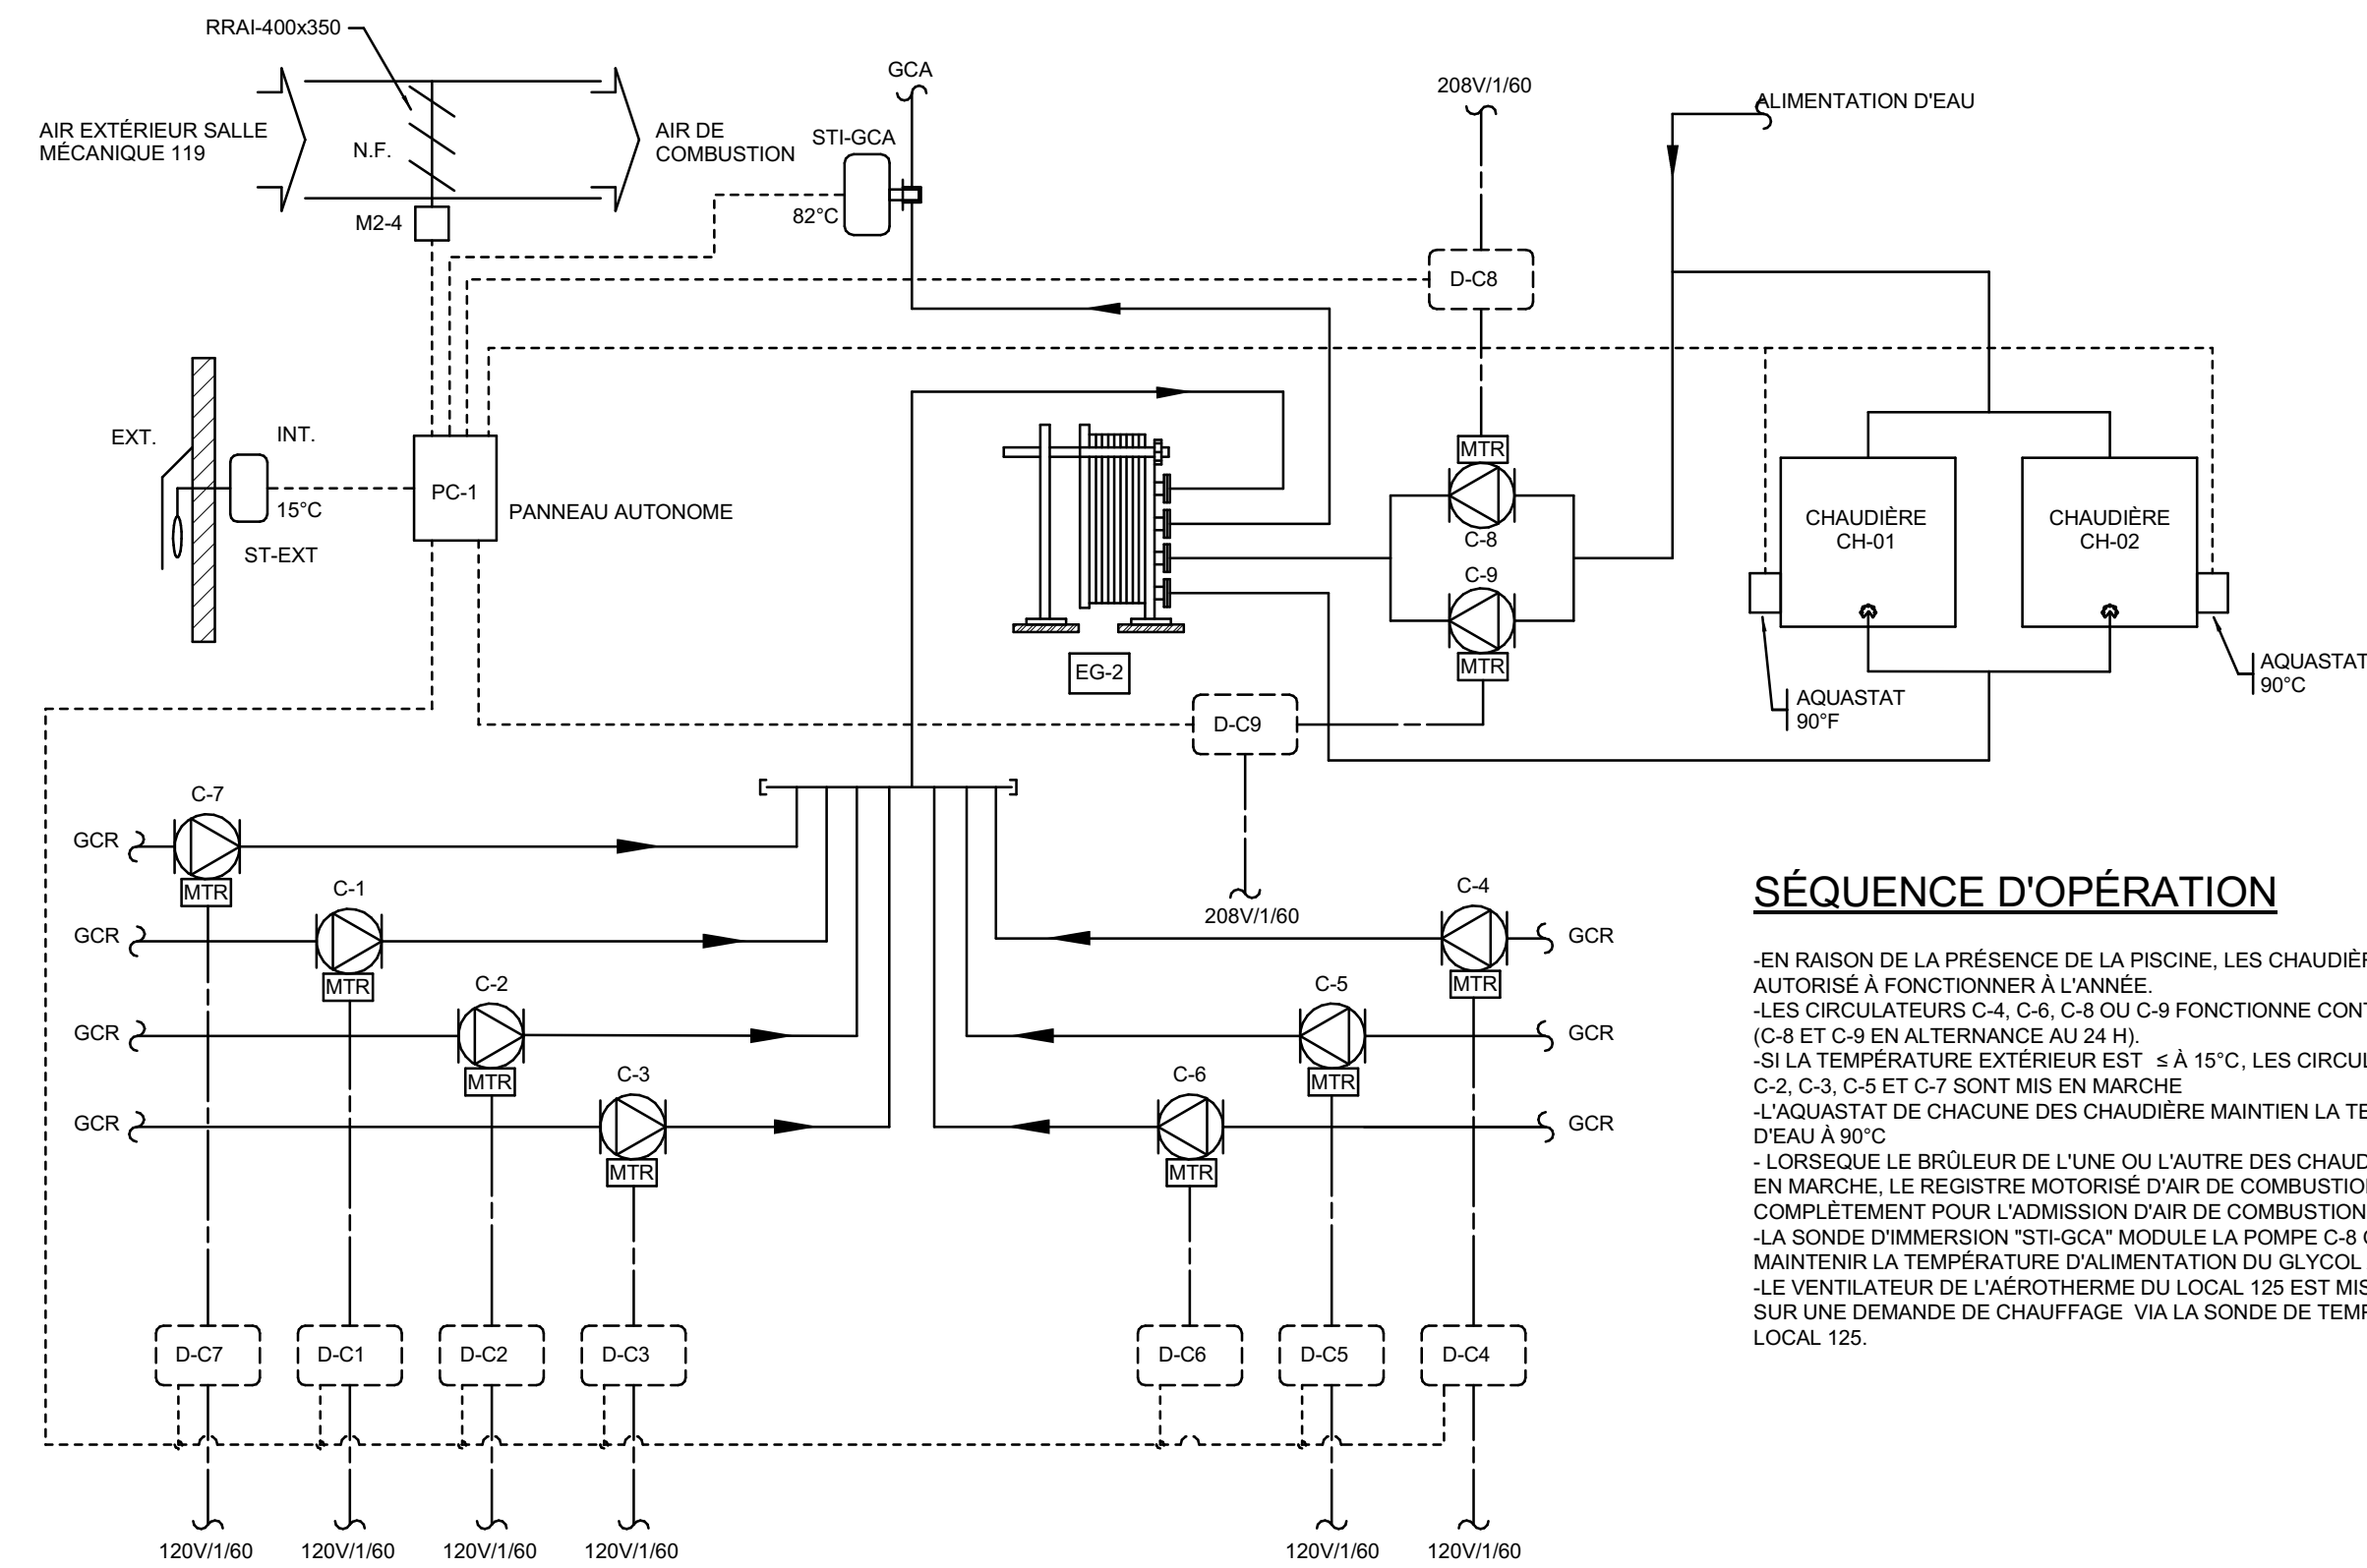 RRAI-400x350
GCA
208V/1/60
ALIMENTATION D'EAU
AIR EXTÉRIEUR SALLE
MÉCANIQUE 119
N.F.
AIR DE
COMBUSTION
STI-GCA
82°C
M2-4
D-C8
EXT.
INT.
15°C
ST-EXT
PC-1
PANNEAU AUTONOME
MTR
C-8
C-9
MTR
CHAUDIÈRE
CH-01
CHAUDIÈRE
CH-02
EG-2
AQUASTAT
90°F
AQUASTAT
90°C
D-C9
208V/1/60
C-7
GCR
MTR
C-1
GCR
MTR
C-2
GCR
MTR
C-3
GCR
MTR
C-4
GCR
MTR
C-5
GCR
MTR
C-6
GCR
MTR
SÉQUENCE D'OPÉRATION
-EN RAISON DE LA PRÉSENCE DE LA PISCINE, LES
AUTORISÉ À FONCTIONNER À L'ANNÉE.
-LES CIRCULATEURS C-4, C-6, C-8 OU C-9 FONCTIONNE
(C-8 ET C-9 EN ALTERNANCE AU 24 H).
-SI LA TEMPÉRATURE EXTÉRIEUR EST ≤ À 15°C, LES
C-2, C-3, C-5 ET C-7 SONT MIS EN MARCHE
-L'AQUASTAT DE CHACUNE DES CHAUDIÈRE MAINTIEN LA
D'EAU À 90°C
- LORSEQUE LE BRÛLEUR DE L'UNE OU L'AUTRE DES
EN MARCHE, LE REGISTRE MOTORISÉ D'AIR DE
COMPLÈTEMENT POUR L'ADMISSION D'AIR DE COMBUSTION
-LA SONDE D'IMMERSION "STI-GCA" MODULE LA POMPE C-8
MAINTENIR LA TEMPÉRATURE D'ALIMENTATION DU GLYCOL
-LE VENTILATEUR DE L'AÉROTHERME DU LOCAL 125 EST
SUR UNE DEMANDE DE CHAUFFAGE VIA LA SONDE DE
LOCAL 125.
D-C7
D-C1
D-C2
D-C3
D-C6
D-C5
D-C4
120V/1/60
120V/1/60
120V/1/60
120V/1/60
120V/1/60
120V/1/60